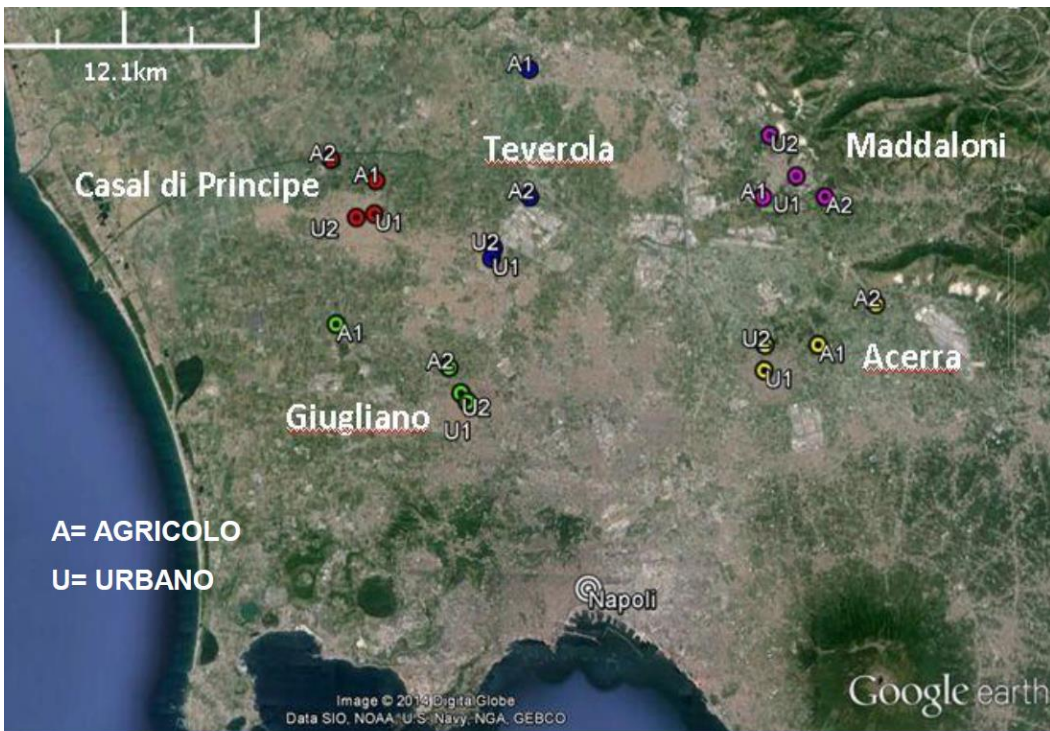 12.1km
A1
Teverola
U2
Maddaloni
A2
Casal di Principe
A1
A1
U1
A2
A2
U2
U1
U2
U1
A2
A1
U2
A1
Acerra
A2
U1
Giugliano
U2
U1
A= AGRICOLO
U= URBANO
Napoli
Image © 2014 DigitalGlobe
Data SIO, NOAA, U.S. Navy, NGA, GEBCO
Google earth